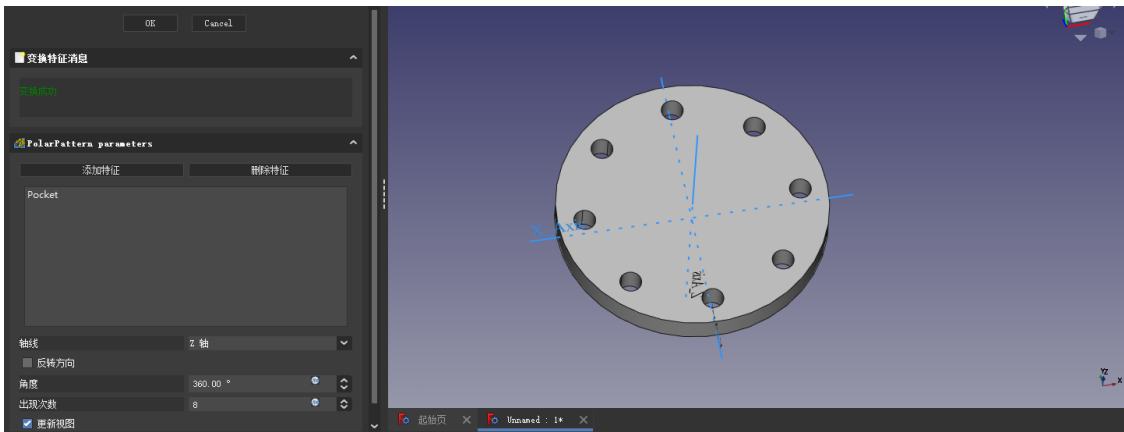 OK Cancel
变换特征消息
变换成功
PolarPattern parameters
添加特征 删除特征
Pocket
轴线 Z 轴
反转方向
角度 360.00 °
出现次数 8
更新视图
X_Axis
起始页 Unnamed : 1*
YZ
X